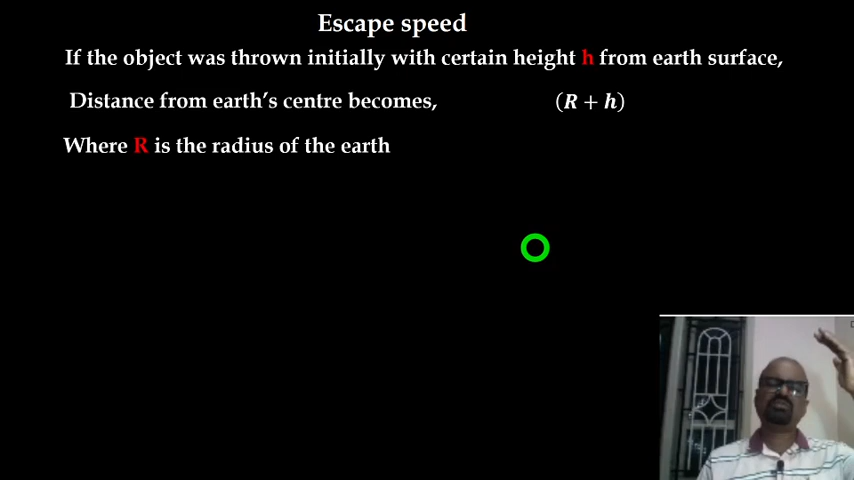 Escape speed
If the object was thrown initially with certain height h from earth surface,
Distance from earth's centre becomes, (R + h)
Where R is the radius of the earth